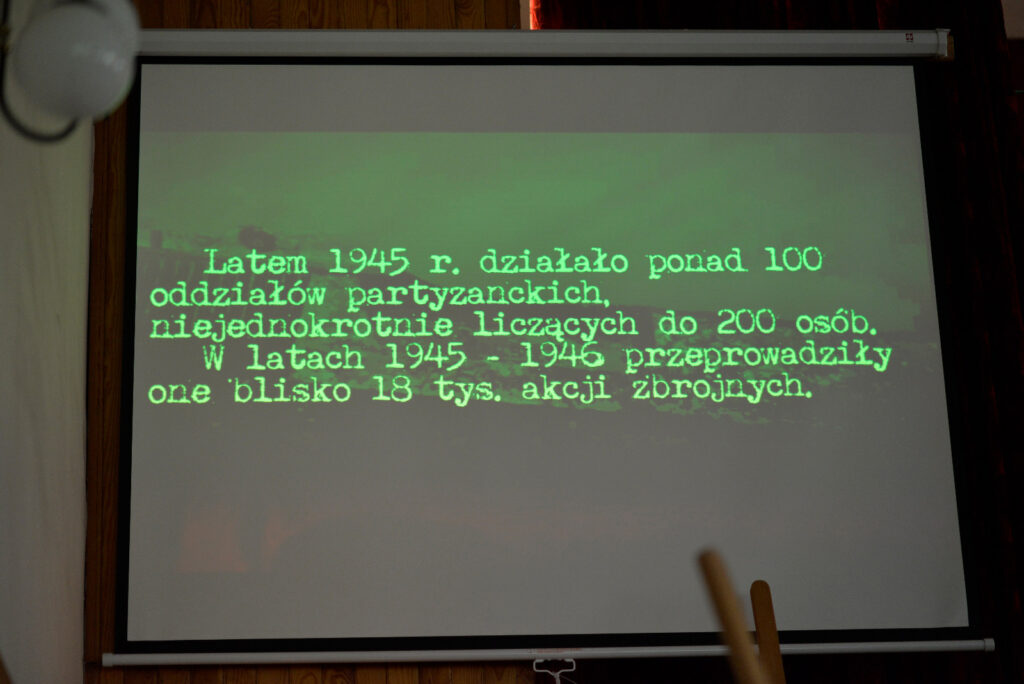 Latem 1945 r. działało ponad 100
oddziałów partyzanckich,
niejednokrotnie liczących do 200 osób.
W latach 1945 - 1946 przeprowadziły
one blisko 18 tys. akcji zbrojnych.